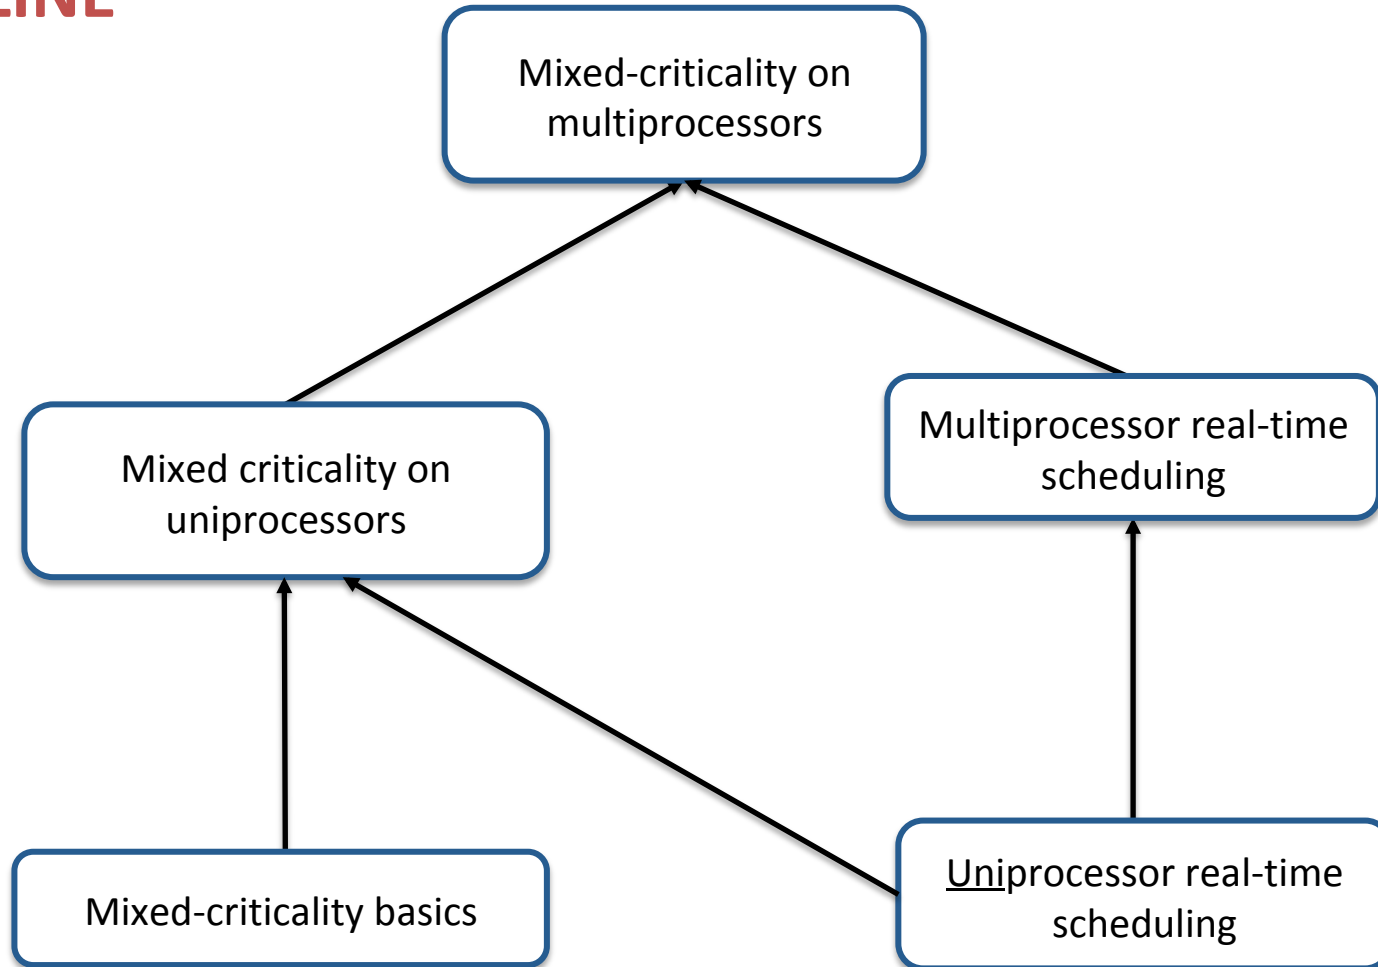 LINE
Mixed-criticality on
multiprocessors
Multiprocessor real-time
scheduling
Mixed criticality on
uniprocessors
Uniprocessor real-time
scheduling
Mixed-criticality basics